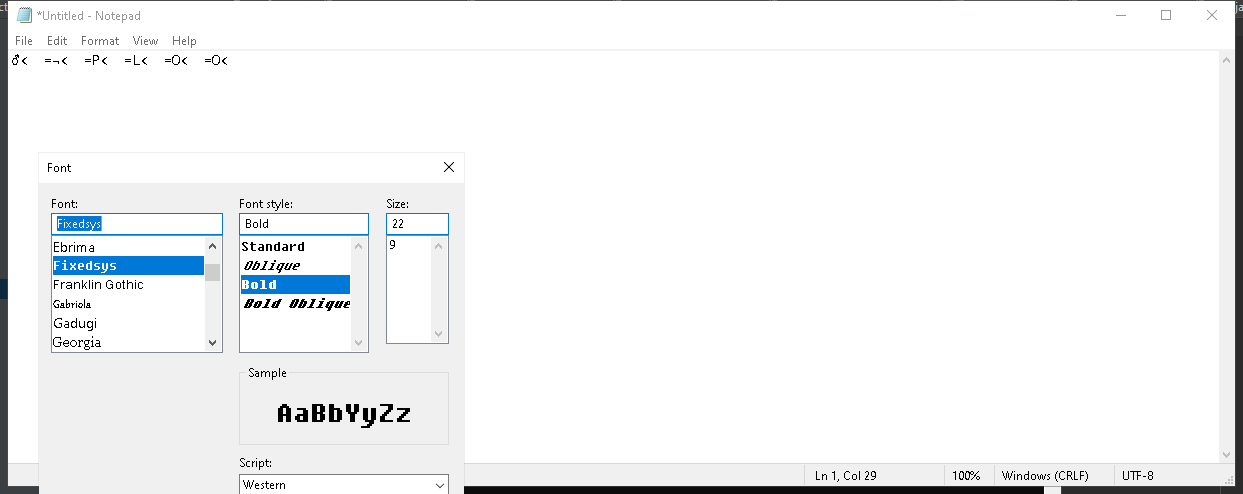 *Untitled - Notepad
File Edit Format View Help
♂< =¬< =P< =L< =O< =O<
Font
Font: Font style: Size:
Fixedsys Bold 22
Ebrima Standard 9
Fixedsys Oblique
Franklin Gothic Bold
Gabriola Bold Oblique
Gadugi
Georgia
Sample
AaBbYyZz
Script:
Western
Ln 1, Col 29 100% Windows (CRLF) UTF-8